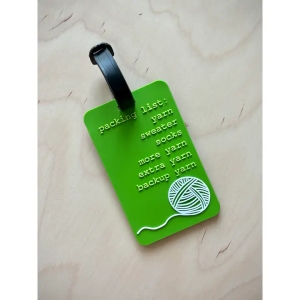 packing list:
yarn
sweater
socks
more yarn
extra yarn
backup yarn